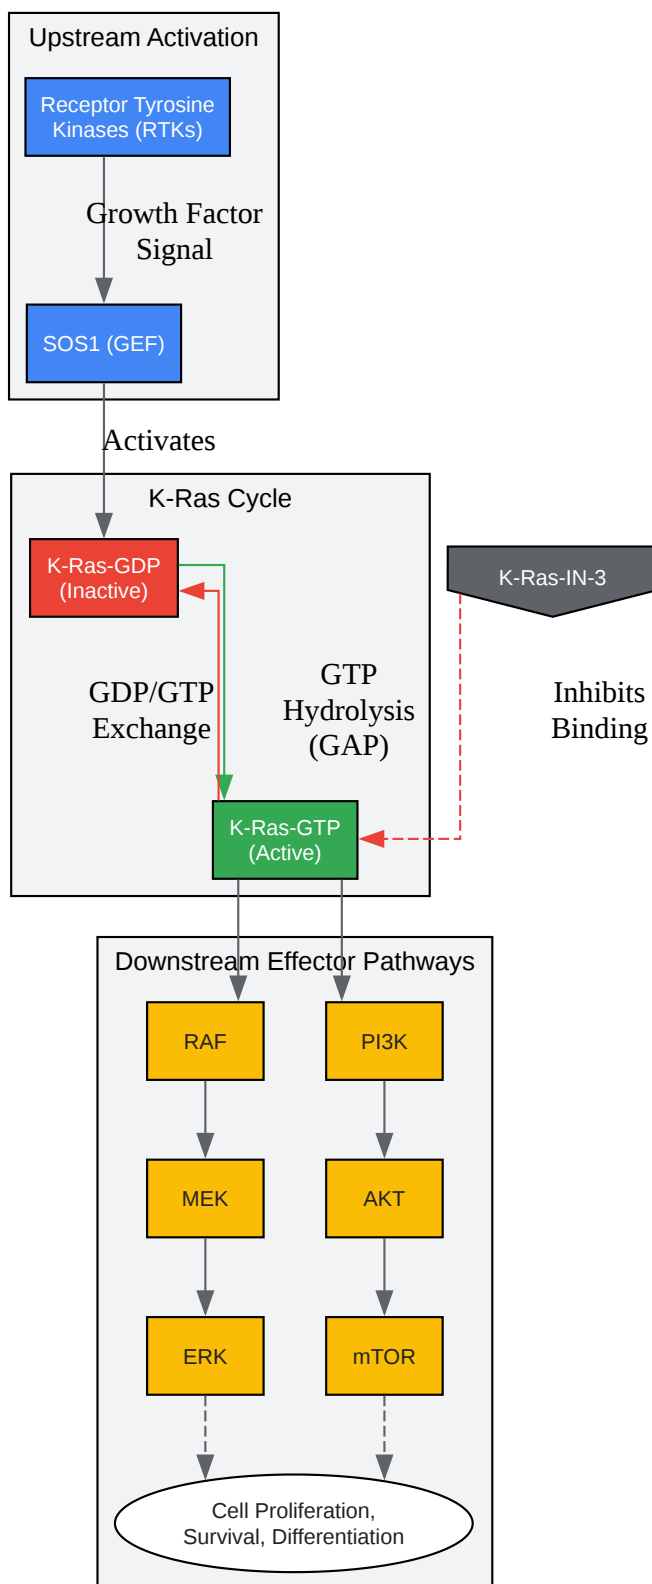 Upstream Activation
Receptor Tyrosine
Kinases (RTKs)
Growth Factor
Signal
SOS1 (GEF)
Activates
K-Ras Cycle
K-Ras-GDP
(Inactive)
K-Ras-IN-3
GDP/GTP
Exchange
GTP
Hydrolysis
(GAP)
Inhibits
Binding
K-Ras-GTP
(Active)
Downstream Effector Pathways
RAF
PI3K
MEK
AKT
ERK
mTOR
Cell Proliferation,
Survival, Differentiation